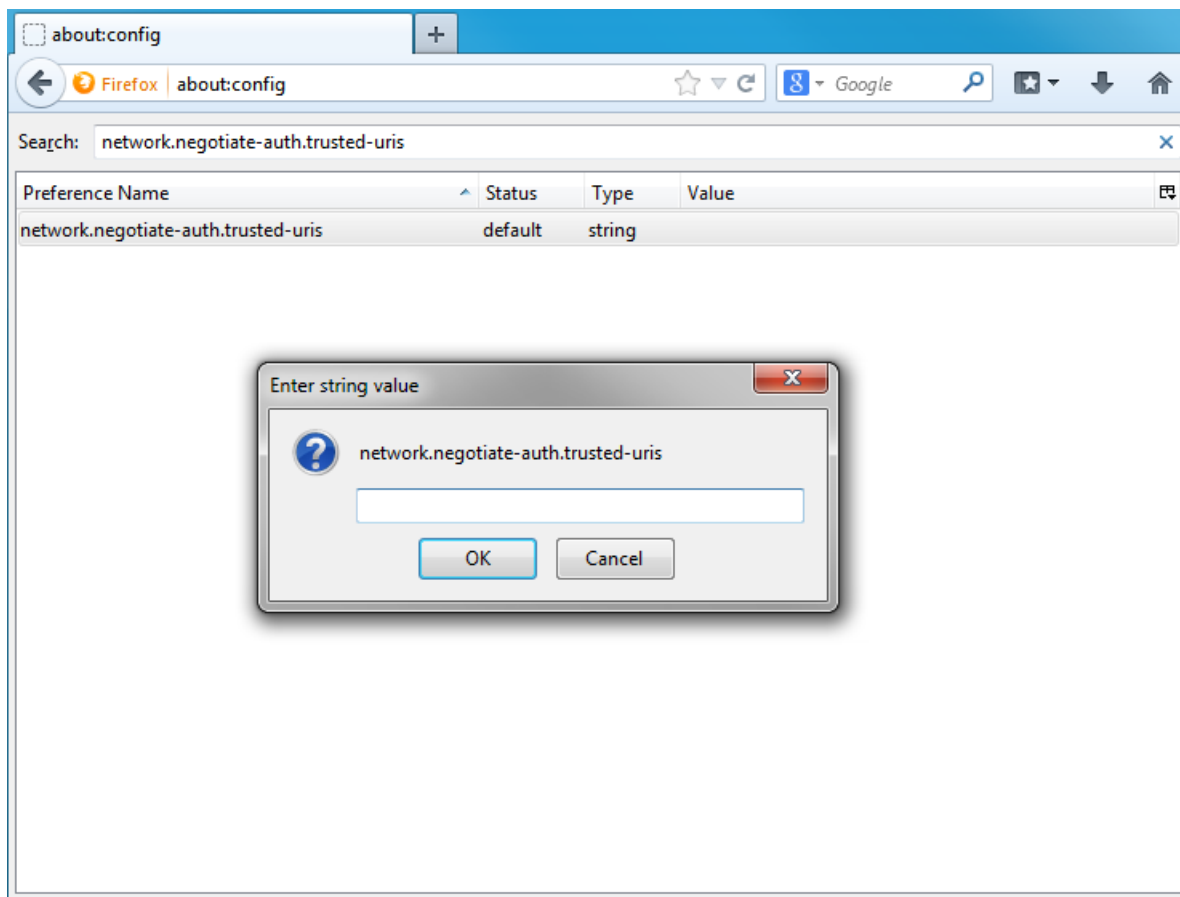 about:config
Firefox about:config Google
Search: network.negotiate-auth.trusted-uris
Preference Name Status Type Value
network.negotiate-auth.trusted-uris default string
Enter string value
network.negotiate-auth.trusted-uris
OK Cancel